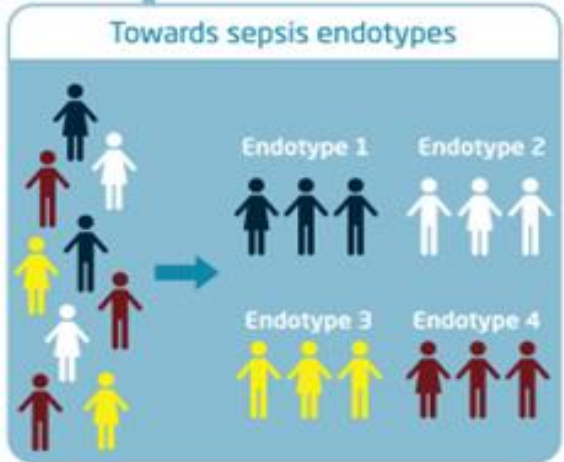 Towards sepsis endotypes
Endotype 1
Endotype 2
Endotype 3
Endotype 4